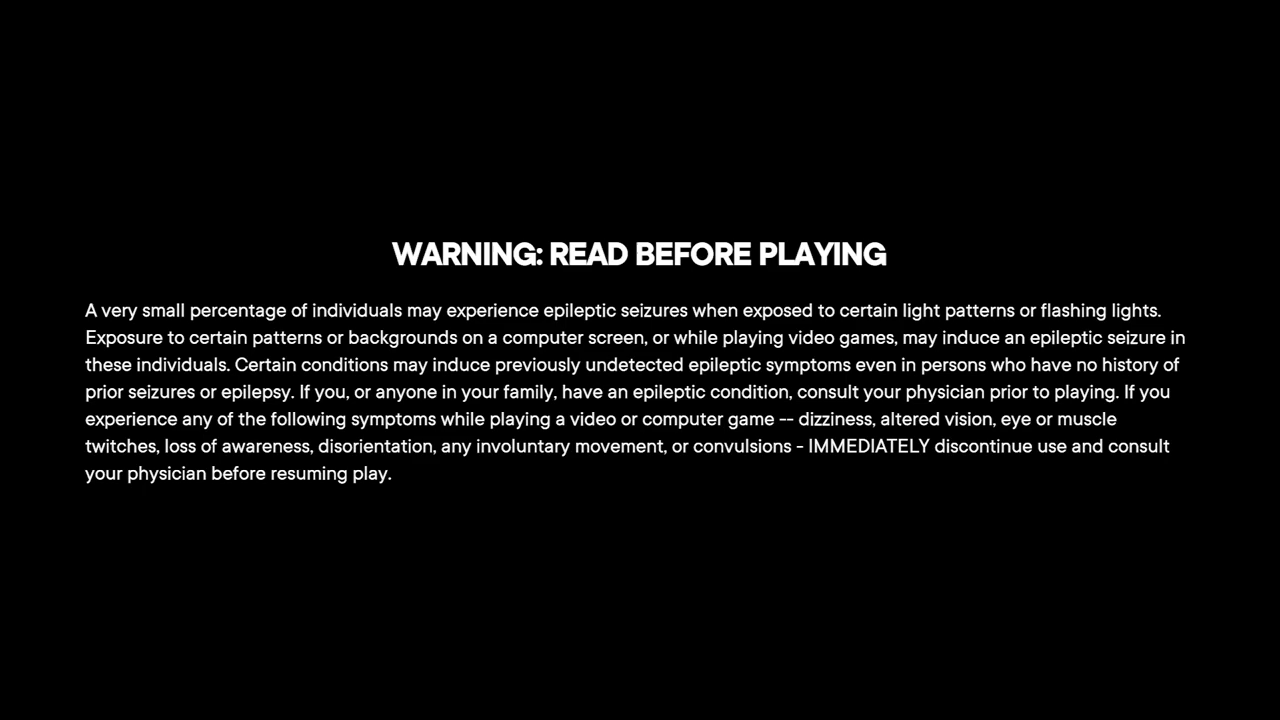 WARNING: READ BEFORE PLAYING
A very small percentage of individuals may experience epileptic seizures when exposed to certain light patterns or flashing lights.
Exposure to certain patterns or backgrounds on a computer screen, or while playing video games, may induce an epileptic seizure in
these individuals. Certain conditions may induce previously undetected epileptic symptoms even in persons who have no history of
prior seizures or epilepsy. If you, or anyone in your family, have an epileptic condition, consult your physician prior to playing. If you
experience any of the following symptoms while playing a video or computer game -- dizziness, altered vision, eye or muscle
twitches, loss of awareness, disorientation, any involuntary movement, or convulsions - IMMEDIATELY discontinue use and consult
your physician before resuming play.